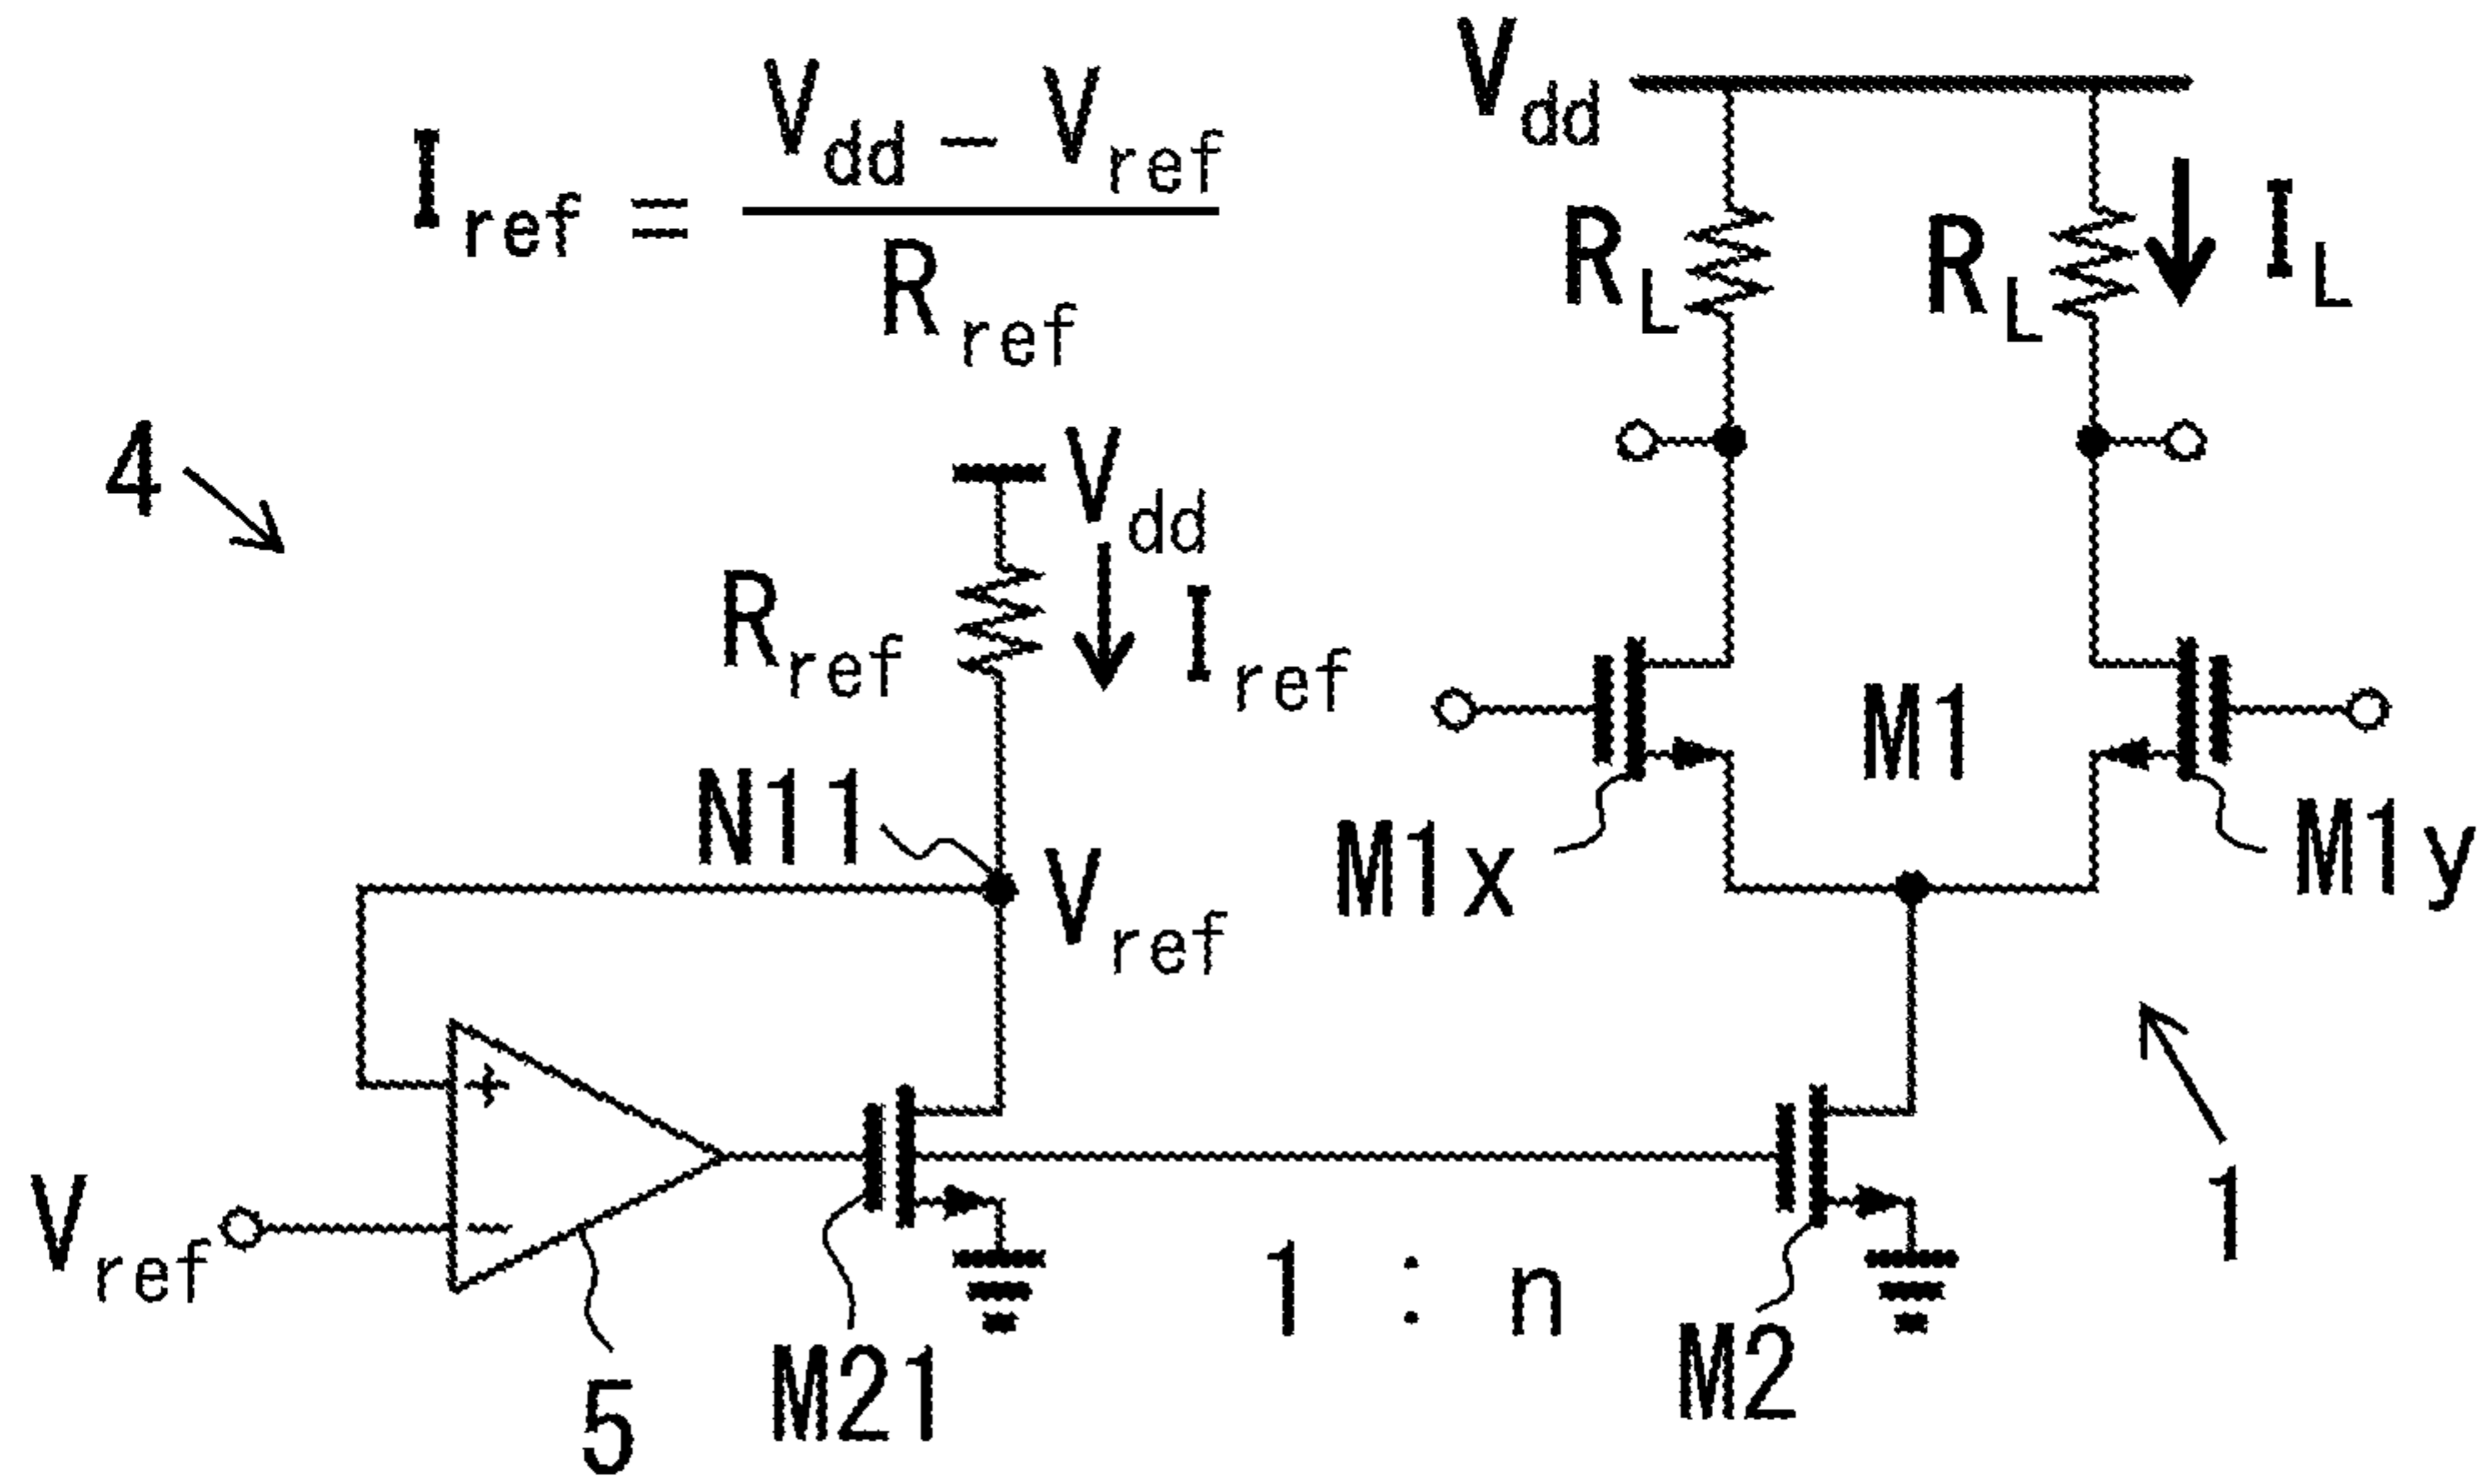 I_ref = (V_dd − V_ref) / R_ref
V_dd
R_L
R_L
I_L
4
V_dd
R_ref
I_ref
N11
V_ref
M1
M1x
M1y
+
−
V_ref
5
M21
1 : n
M2
1